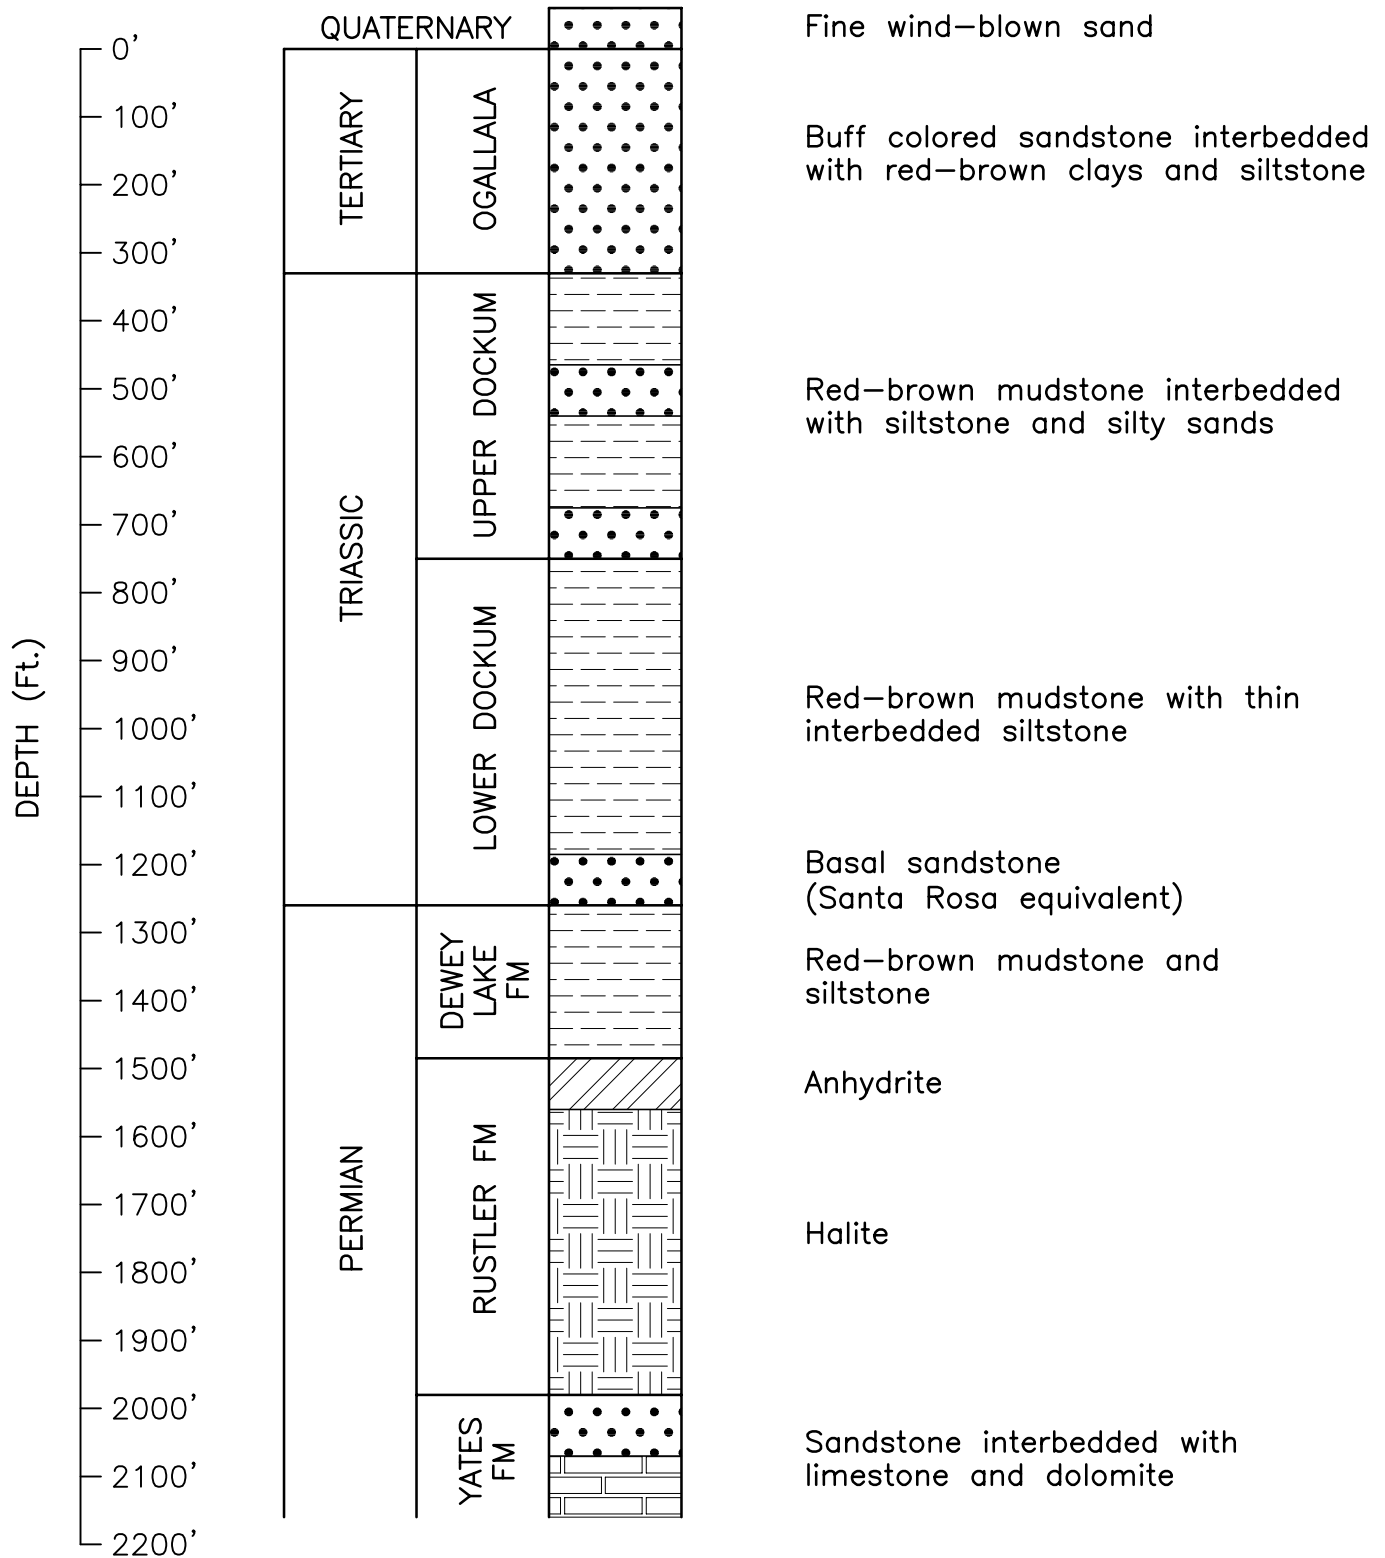 QUATERNARY
Fine wind–blown sand
0'
100'
200'
300'
400'
500'
600'
700'
800'
900'
1000'
1100'
1200'
1300'
1400'
1500'
1600'
1700'
1800'
1900'
2000'
2100'
2200'
DEPTH (Ft.)
TERTIARY
TRIASSIC
PERMIAN
OGALLALA
UPPER DOCKUM
LOWER DOCKUM
DEWEY
LAKE
FM
RUSTLER FM
YATES
FM
Buff colored sandstone interbedded
with red–brown clays and siltstone
Red–brown mudstone interbedded
with siltstone and silty sands
Red–brown mudstone with thin
interbedded siltstone
Basal sandstone
(Santa Rosa equivalent)
Red–brown mudstone and
siltstone
Anhydrite
Halite
Sandstone interbedded with
limestone and dolomite